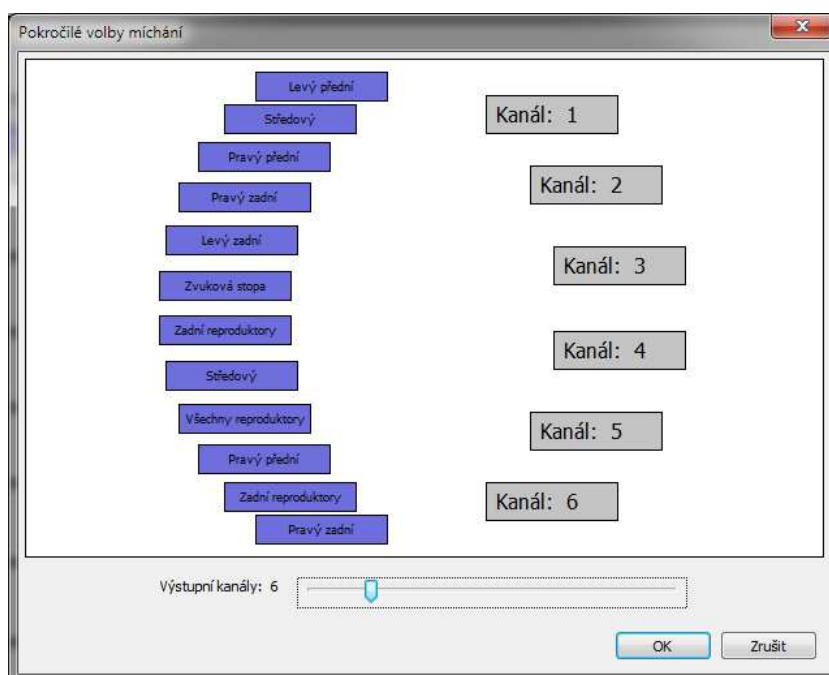 Pokročilé volby míchání
Levý přední
Středový
Pravý přední
Pravý zadní
Levý zadní
Zvuková stopa
Zadní reproduktory
Středový
Všechny reproduktory
Pravý přední
Zadní reproduktory
Pravý zadní
Kanál: 1
Kanál: 2
Kanál: 3
Kanál: 4
Kanál: 5
Kanál: 6
Výstupní kanály: 6
OK
Zrušit